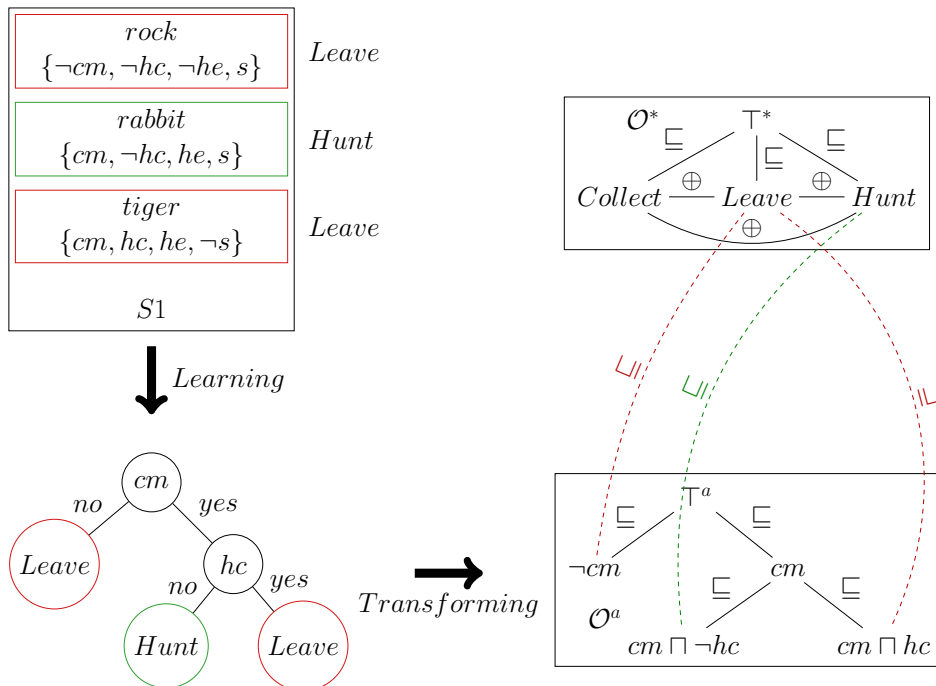 rock
{¬cm, ¬hc, ¬he, s}
Leave
rabbit
{cm, ¬hc, he, s}
Hunt
tiger
{cm, hc, he, ¬s}
Leave
S1
Learning
cm
no
yes
Leave
hc
no
yes
Hunt
Leave
Transforming
𝒪* ⊤*
⊑ ⊑ ⊑
Collect ⊕ Leave ⊕ Hunt
⊕
⊑ ⊑ ⊑
⊤ᵃ
⊑ ⊑
¬cm cm
⊑ ⊑
𝒪ᵃ
cm ⊓ ¬hc cm ⊓ hc